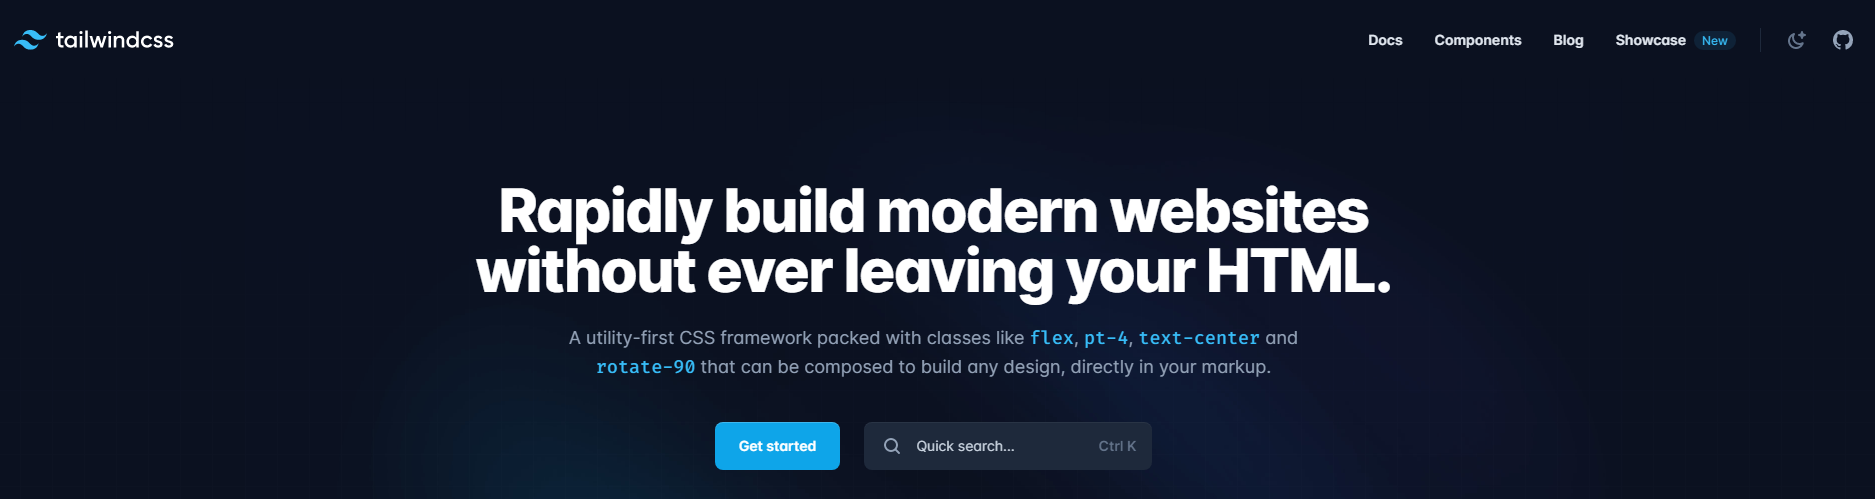 tailwindcss
Docs Components Blog Showcase New
Rapidly build modern websites
without ever leaving your HTML.
A utility-first CSS framework packed with classes like flex, pt-4, text-center and
rotate-90 that can be composed to build any design, directly in your markup.
Get started
Quick search... Ctrl K